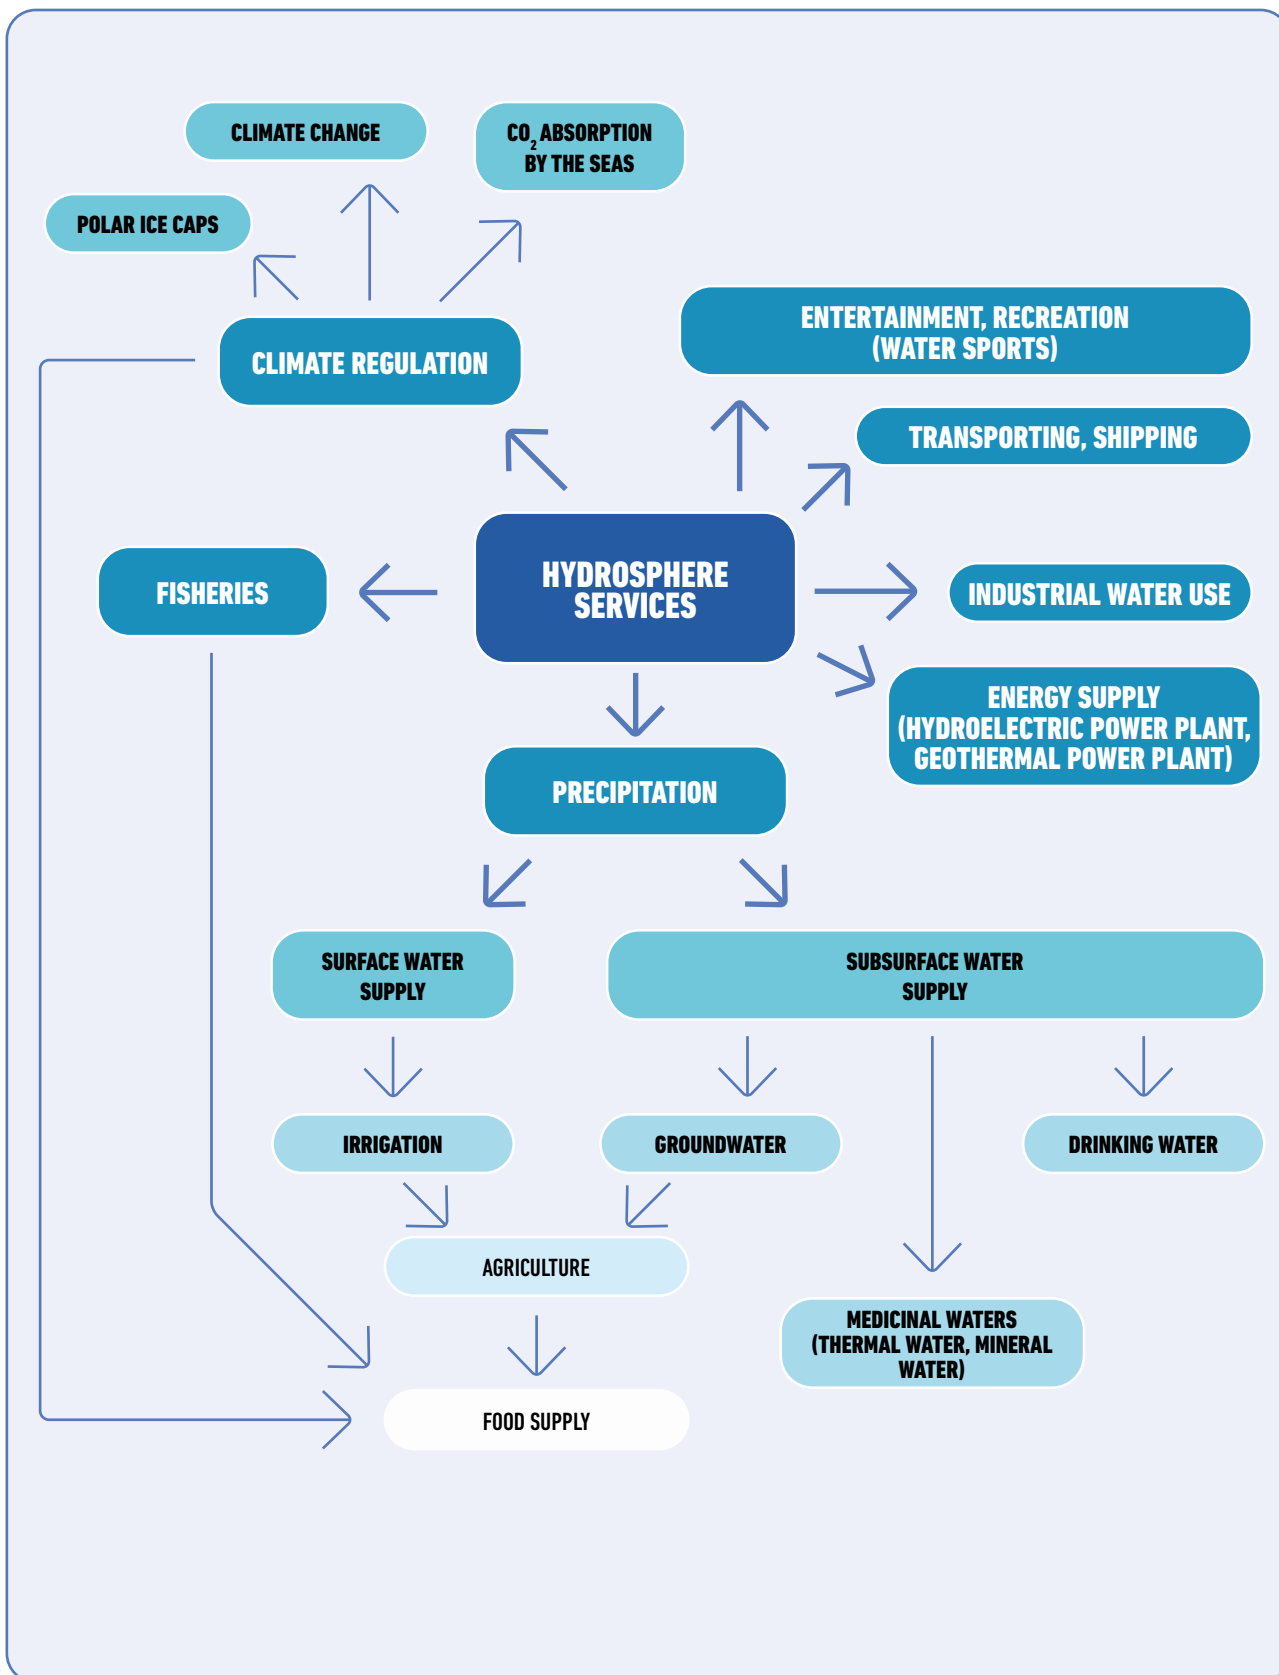 CLIMATE CHANGE
CO₂ ABSORPTION
BY THE SEAS
POLAR ICE CAPS
ENTERTAINMENT, RECREATION
(WATER SPORTS)
CLIMATE REGULATION
TRANSPORTING, SHIPPING
HYDROSPHERE
SERVICES
FISHERIES
INDUSTRIAL WATER USE
ENERGY SUPPLY
(HYDROELECTRIC POWER PLANT,
GEOTHERMAL POWER PLANT)
PRECIPITATION
SURFACE WATER
SUPPLY
SUBSURFACE WATER
SUPPLY
IRRIGATION
GROUNDWATER
DRINKING WATER
AGRICULTURE
MEDICINAL WATERS
(THERMAL WATER, MINERAL
WATER)
FOOD SUPPLY